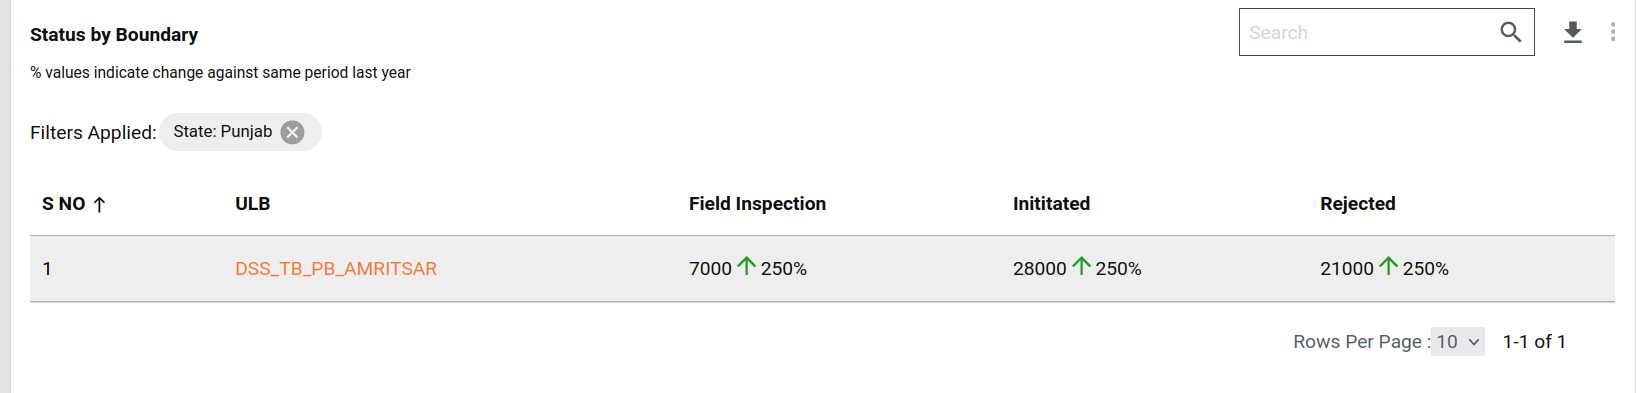 Status by Boundary
Search
% values indicate change against same period last year
Filters Applied: State: Punjab
S NO ULB Field Inspection Inititated Rejected
1 DSS_TB_PB_AMRITSAR 7000 250% 28000 250% 21000 250%
Rows Per Page : 10 1-1 of 1